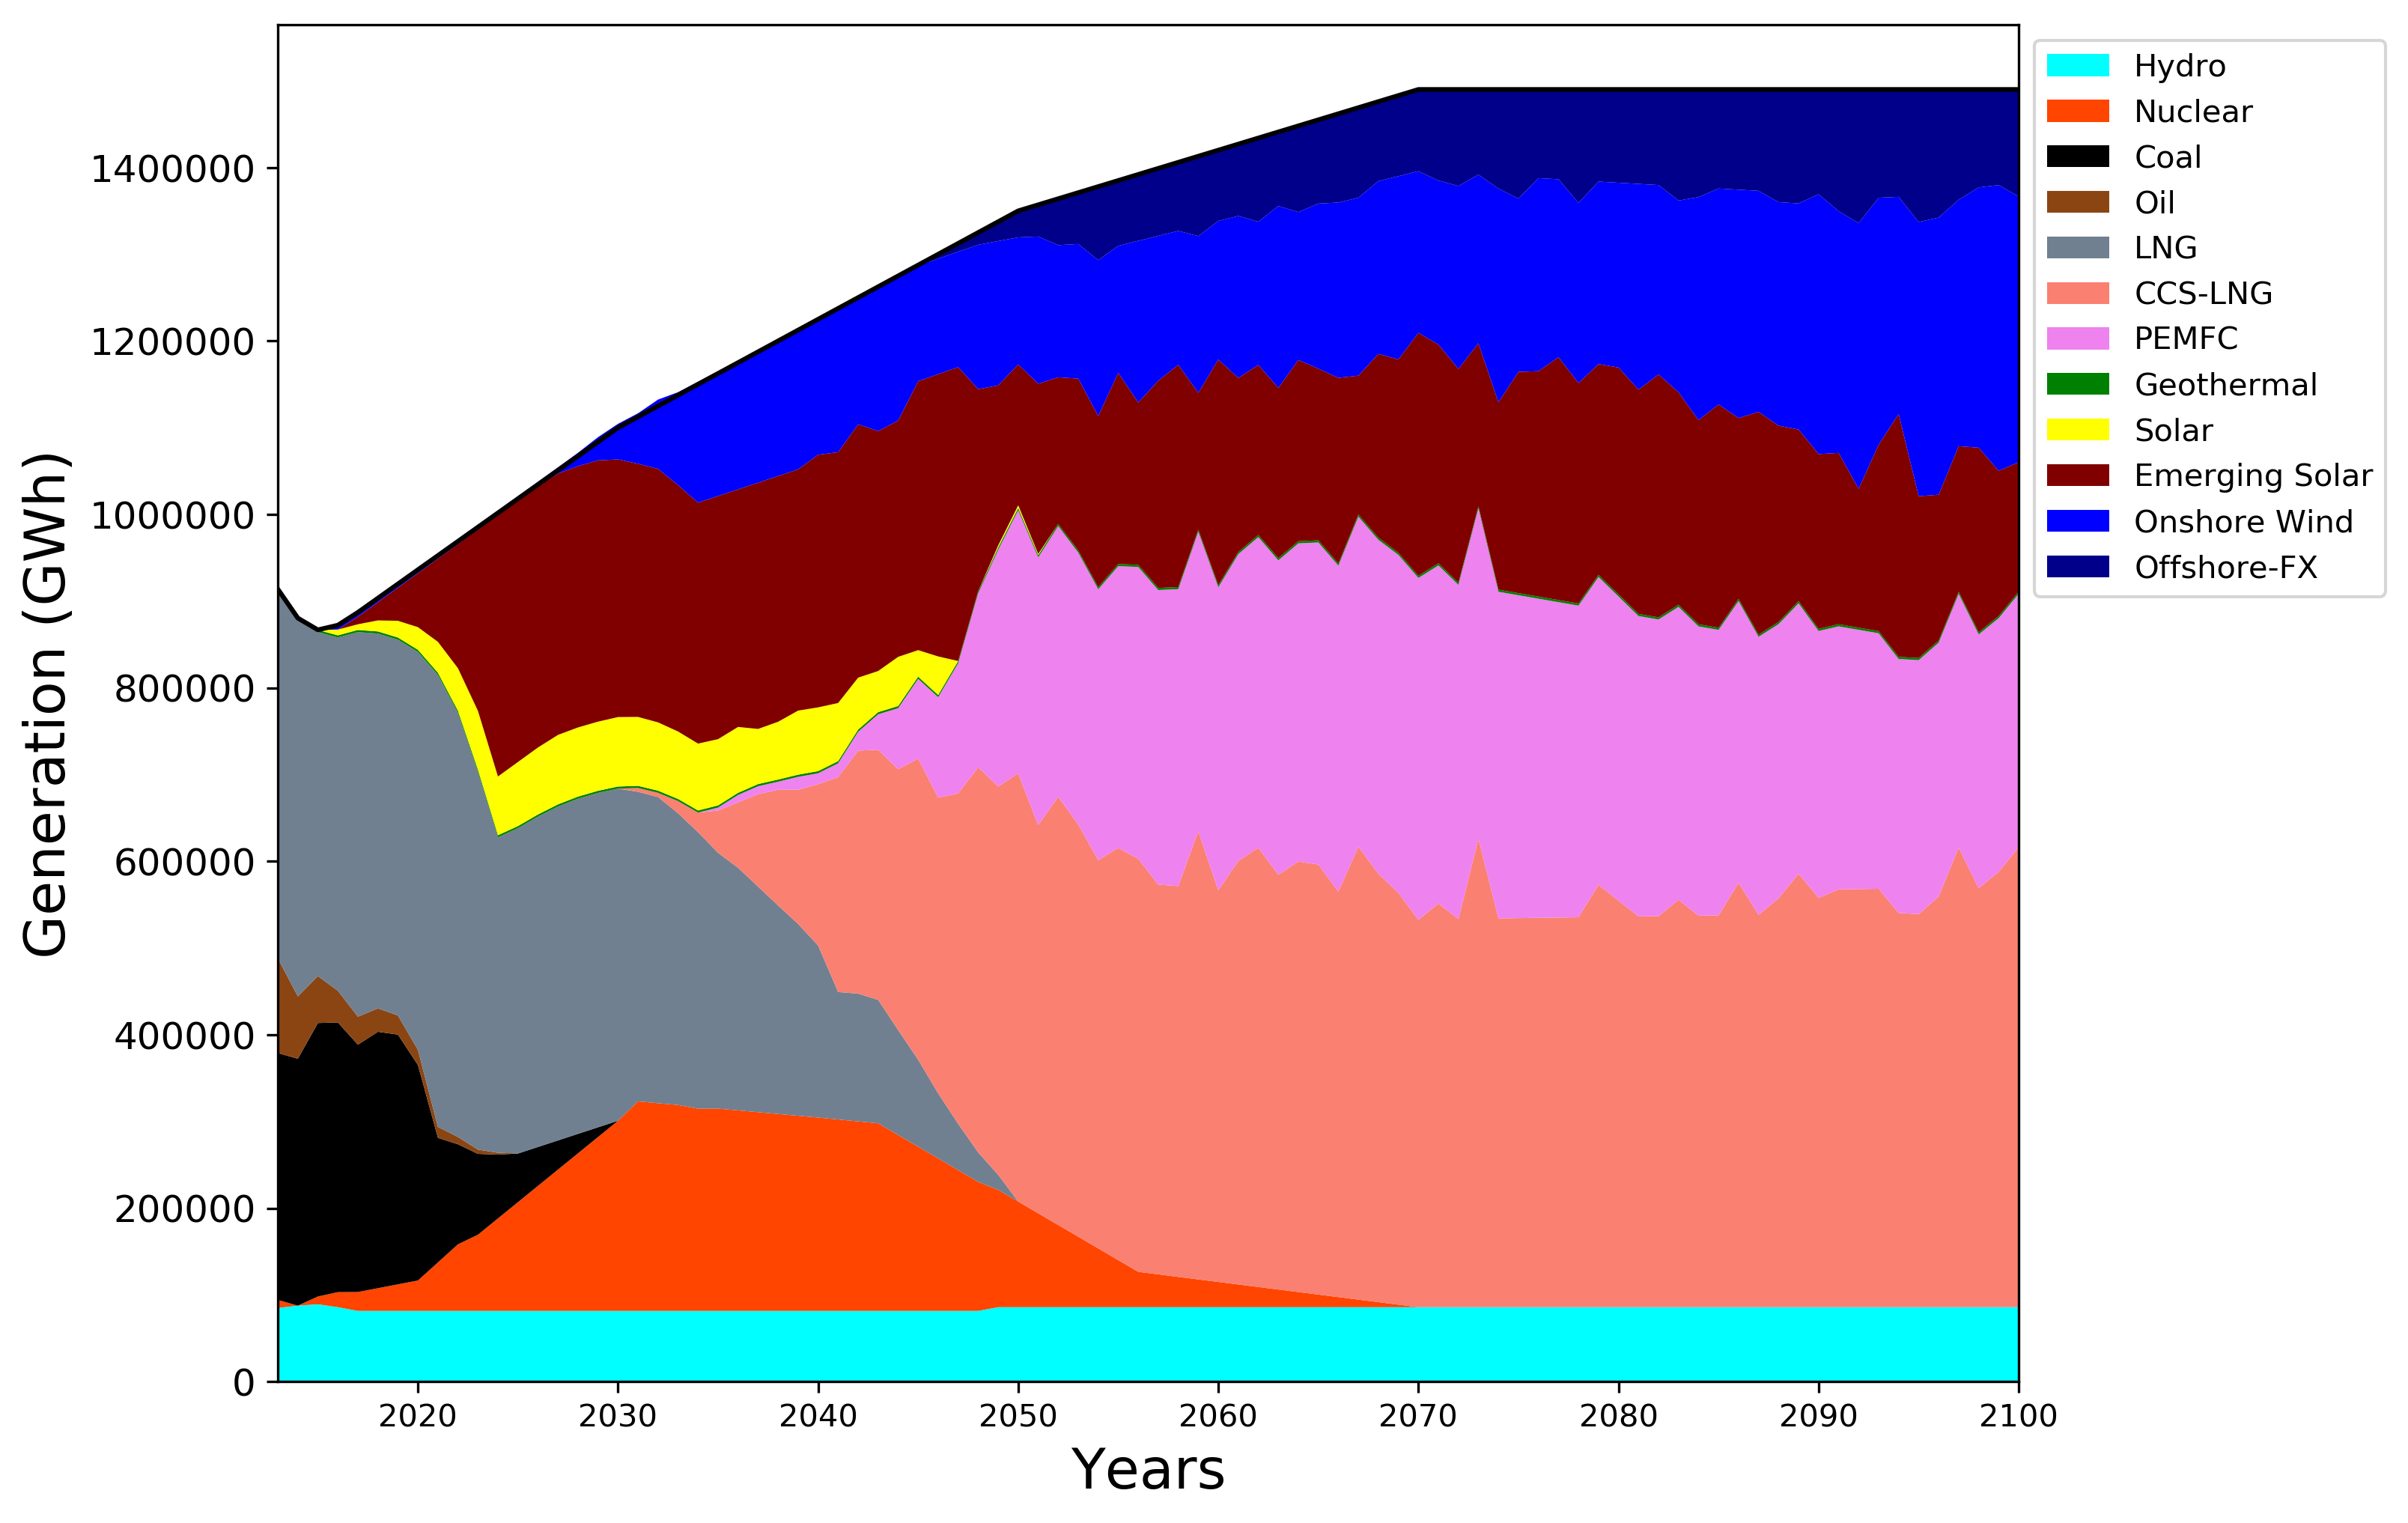 Generation (GWh)
1400000
1200000
1000000
800000
600000
400000
200000
0
2020 2030 2040 2050 2060 2070 2080 2090 2100
Years
Hydro
Nuclear
Coal
Oil
LNG
CCS-LNG
PEMFC
Geothermal
Solar
Emerging Solar
Onshore Wind
Offshore-FX